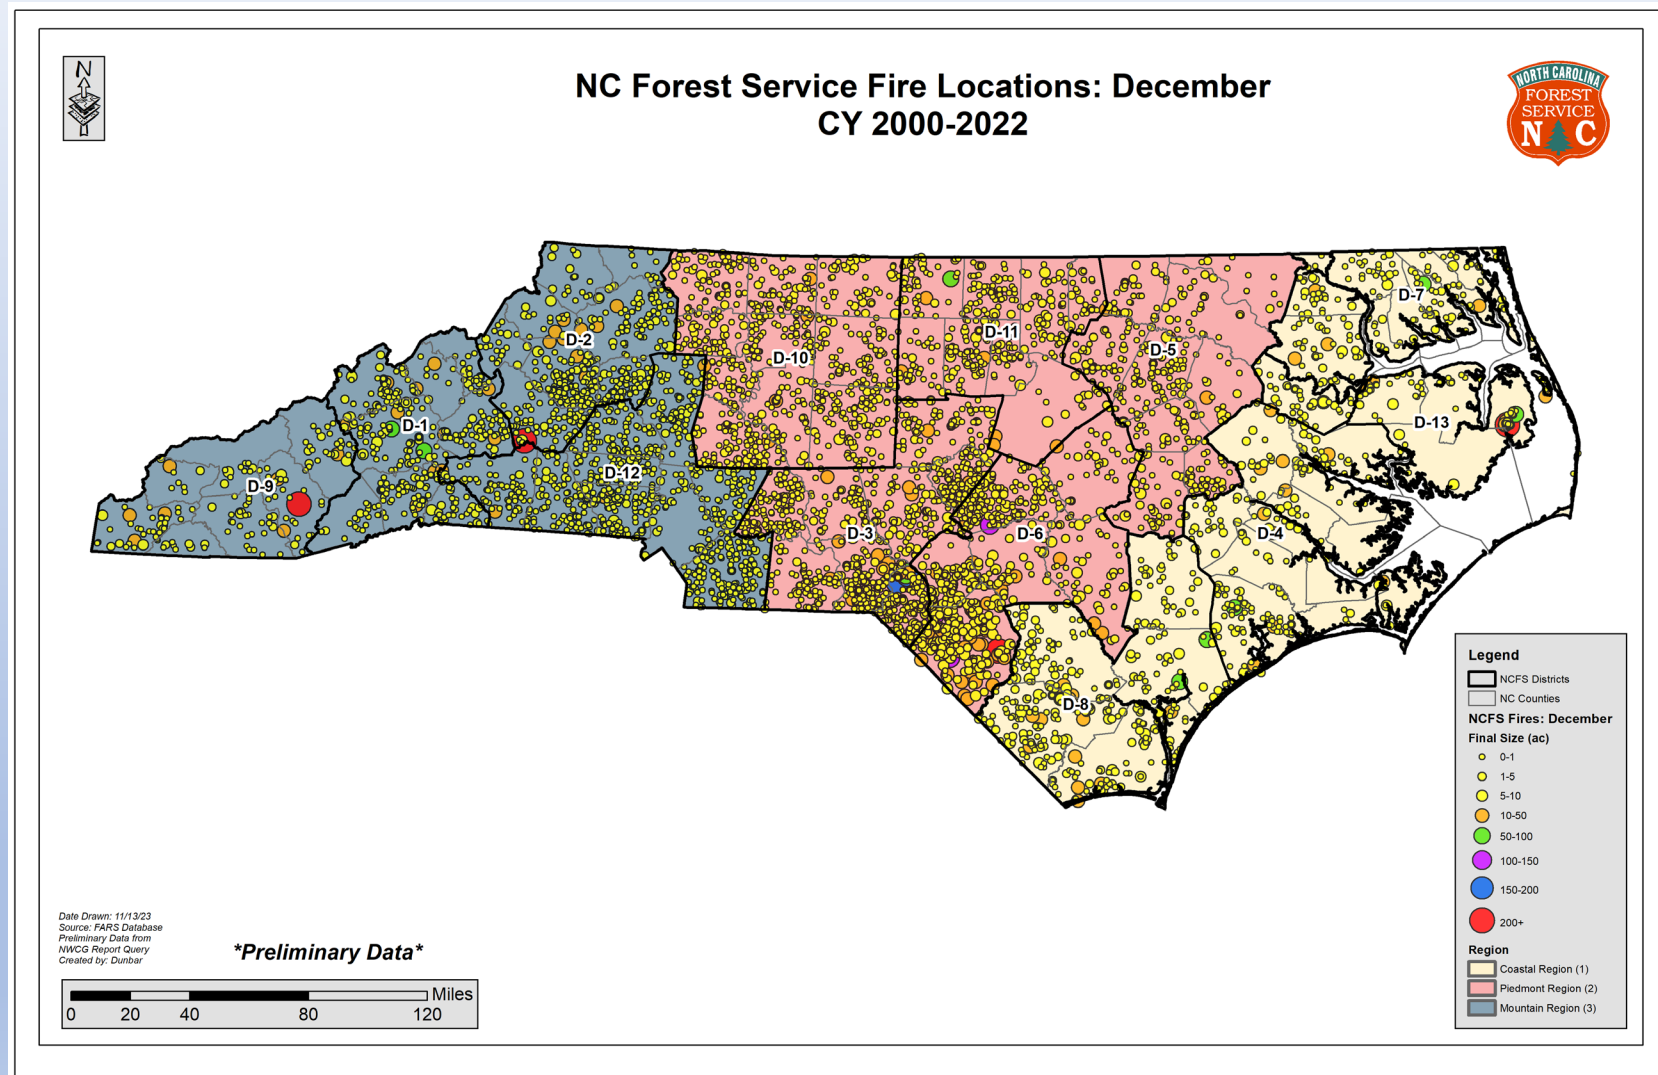 N
NC Forest Service Fire Locations: December
CY 2000-2022
NORTH CAROLINA
FOREST
SERVICE
N C
D-7
D-2
D-11
D-5
D-10
D-13
D-1
D-12
D-9
D-3
D-6
D-4
D-8
Legend
NCFS Districts
NC Counties
NCFS Fires: December
Final Size (ac)
0-1
1-5
5-10
10-50
50-100
100-150
150-200
200+
Region
Coastal Region (1)
Piedmont Region (2)
Mountain Region (3)
Date Drawn: 11/13/23
Source: FARS Database
Preliminary Data from
NWCG Report Query
Created by: Dunbar
*Preliminary Data*
Miles
0 20 40 80 120